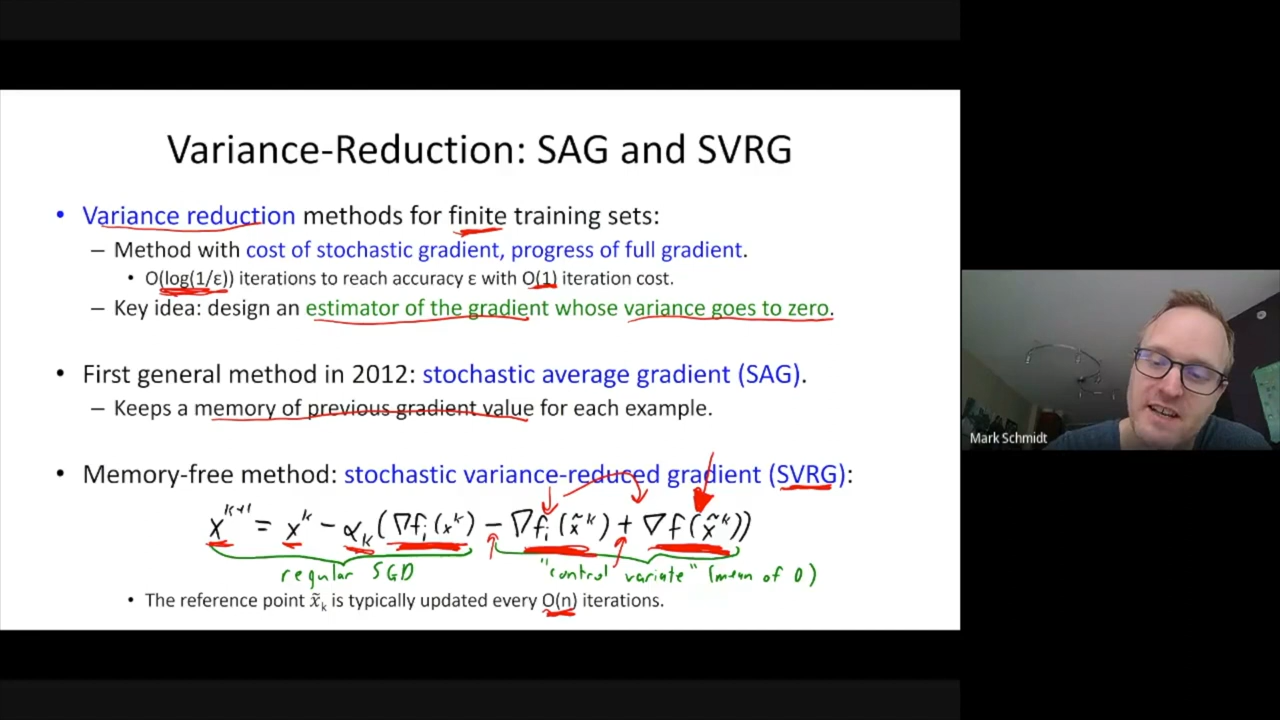 Variance-Reduction: SAG and SVRG
• Variance reduction methods for finite training sets:
– Method with cost of stochastic gradient, progress of full gradient.
• O(log(1/ε)) iterations to reach accuracy ε with O(1) iteration cost.
– Key idea: design an estimator of the gradient whose variance goes to zero.
• First general method in 2012: stochastic average gradient (SAG).
– Keeps a memory of previous gradient value for each example.
• Memory-free method: stochastic variance-reduced gradient (SVRG):
x^{k+1} = x^k − α_k(∇f_i(x^k) − ∇f_i(x̃^k) + ∇f(x̃^k))
regular SGD "control variate" (mean of 0)
• The reference point x̃_k is typically updated every O(n) iterations.
Mark Schmidt